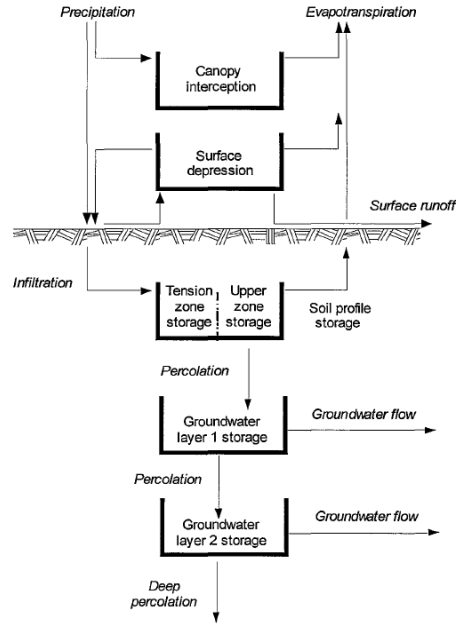 Precipitation
Evapotranspiration
Canopy
interception
Surface
depression
Surface runoff
Infiltration
Tension
zone
storage
Upper
zone
storage
Soil profile
storage
Percolation
Groundwater
layer 1 storage
Groundwater flow
Percolation
Groundwater
layer 2 storage
Groundwater flow
Deep
percolation